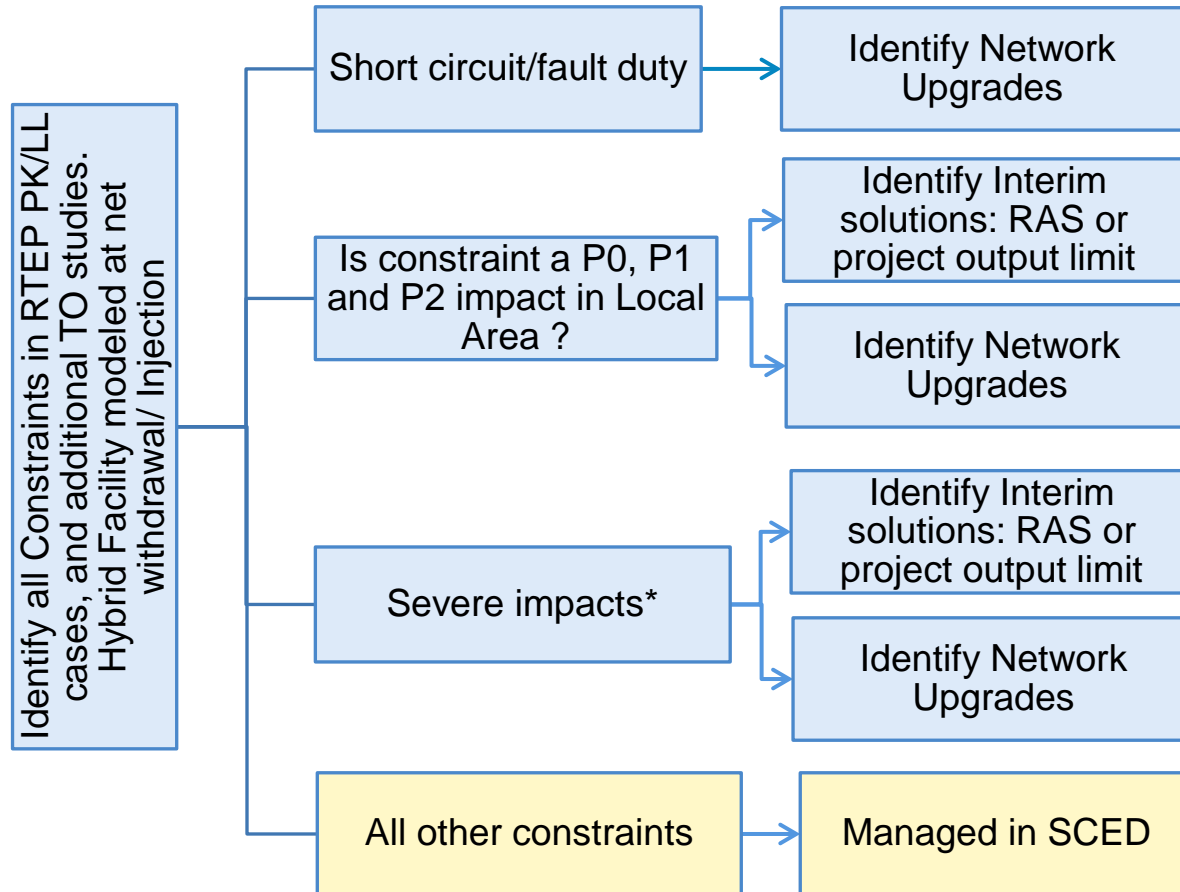 Identify all Constraints in RTEP PK/LL
cases, and additional TO studies.
Hybrid Facility modeled at net
withdrawal/ Injection
Short circuit/fault duty
Identify Network
Upgrades
Is constraint a P0, P1
and P2 impact in Local
Area ?
Identify Interim
solutions: RAS or
project output limit
Identify Network
Upgrades
Severe impacts*
Identify Interim
solutions: RAS or
project output limit
Identify Network
Upgrades
All other constraints
Managed in SCED